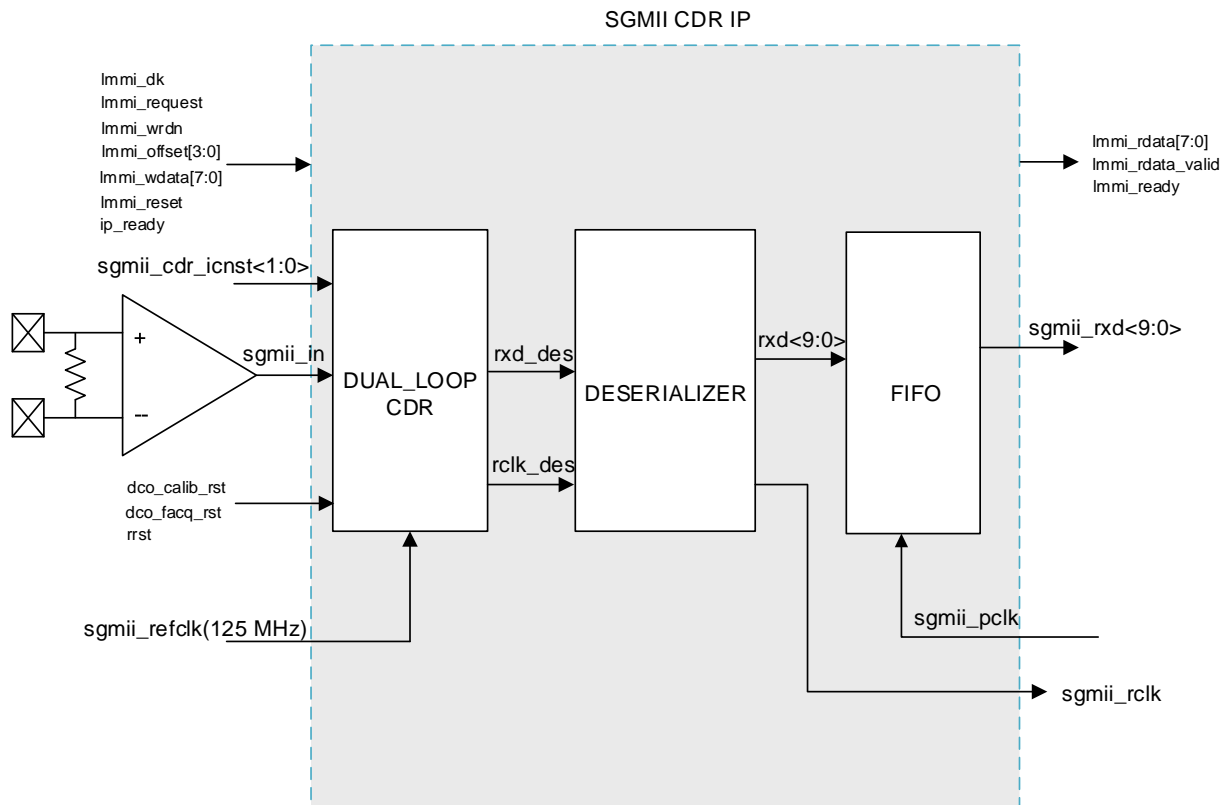 SGMII CDR IP
lmmi_clk
lmmi_request
lmmi_wrdn
lmmi_offset[3:0]
lmmi_wdata[7:0]
lmmi_reset
ip_ready
lmmi_rdata[7:0]
lmmi_rdata_valid
lmmi_ready
sgmii_cdr_icnst<1:0>
+
--
sgmii_in
DUAL_LOOP
CDR
rxd_des
rclk_des
DESERIALIZER
rxd<9:0>
FIFO
sgmii_rxd<9:0>
dco_calib_rst
dco_facq_rst
rrst
sgmii_refclk(125 MHz)
sgmii_pclk
sgmii_rclk